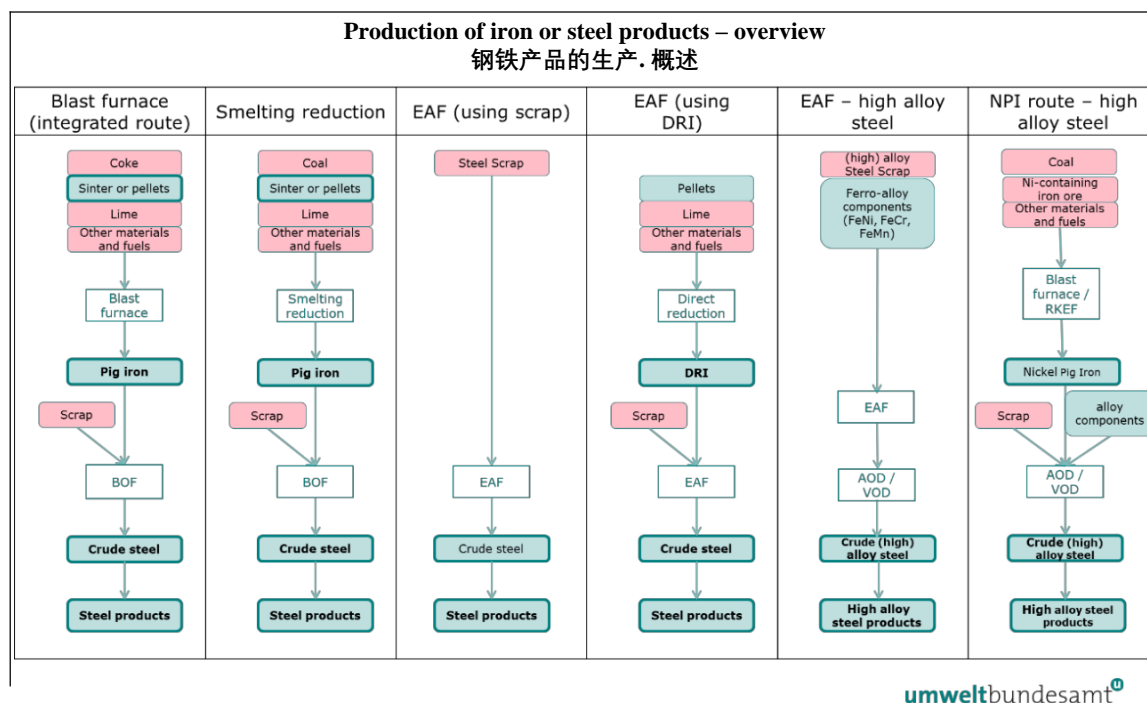 Production of iron or steel products – overview
钢铁产品的生产. 概述
Blast furnace
(integrated route)
Coke
Sinter or pellets
Lime
Other materials
and fuels
Blast
furnace
Pig iron
Scrap
BOF
Crude steel
Steel products
Smelting reduction
Coal
Sinter or pellets
Lime
Other materials
and fuels
Smelting
reduction
Pig iron
Scrap
BOF
Crude steel
Steel products
EAF (using scrap)
Steel Scrap
EAF
Crude steel
Steel products
EAF (using
DRI)
Pellets
Lime
Other materials
and fuels
Direct
reduction
DRI
Scrap
EAF
Crude steel
Steel products
EAF – high alloy
steel
(high) alloy
Steel Scrap
Ferro-alloy
components
(FeNi, FeCr,
FeMn)
EAF
AOD /
VOD
Crude (high)
alloy steel
High alloy
steel products
NPI route – high
alloy steel
Coal
Ni-containing
iron ore
Other materials
and fuels
Blast
furnace /
RKEF
Nickel Pig Iron
Scrap
alloy
components
AOD /
VOD
Crude (high)
alloy steel
High alloy steel
products
umweltbundesamt